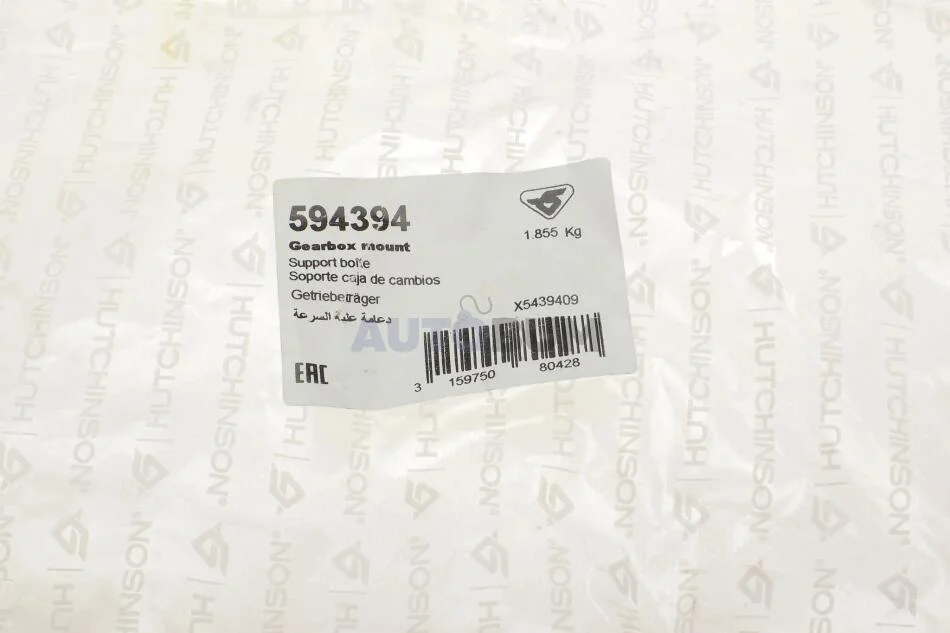 594394
Gearbox mount
Support boîte
Soporte caja de cambios
Getriebeträger
دعامة علبة السرعة
EAC
1.855 Kg
X5439409
3 159750 80428
HUTCHINSON®